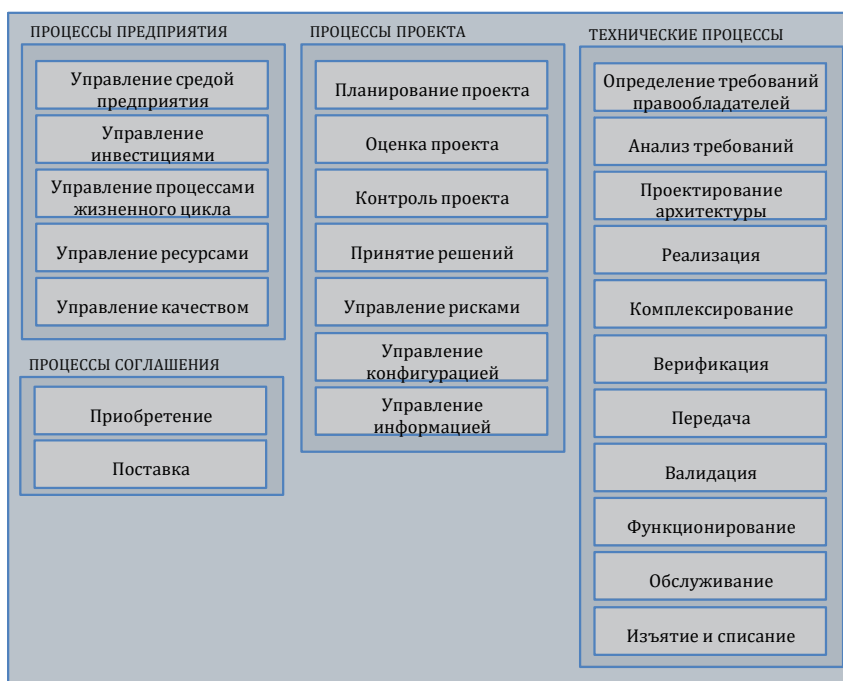 ПРОЦЕССЫ ПРЕДПРИЯТИЯ
Управление средой
предприятия
Управление
инвестициями
Управление процессами
жизненного цикла
Управление ресурсами
Управление качеством
ПРОЦЕССЫ СОГЛАШЕНИЯ
Приобретение
Поставка
ПРОЦЕССЫ ПРОЕКТА
Планирование проекта
Оценка проекта
Контроль проекта
Принятие решений
Управление рисками
Управление
конфигурацией
Управление
информацией
ТЕХНИЧЕСКИЕ ПРОЦЕССЫ
Определение требований
правообладателей
Анализ требований
Проектирование
архитектуры
Реализация
Комплексирование
Верификация
Передача
Валидация
Функционирование
Обслуживание
Изъятие и списание